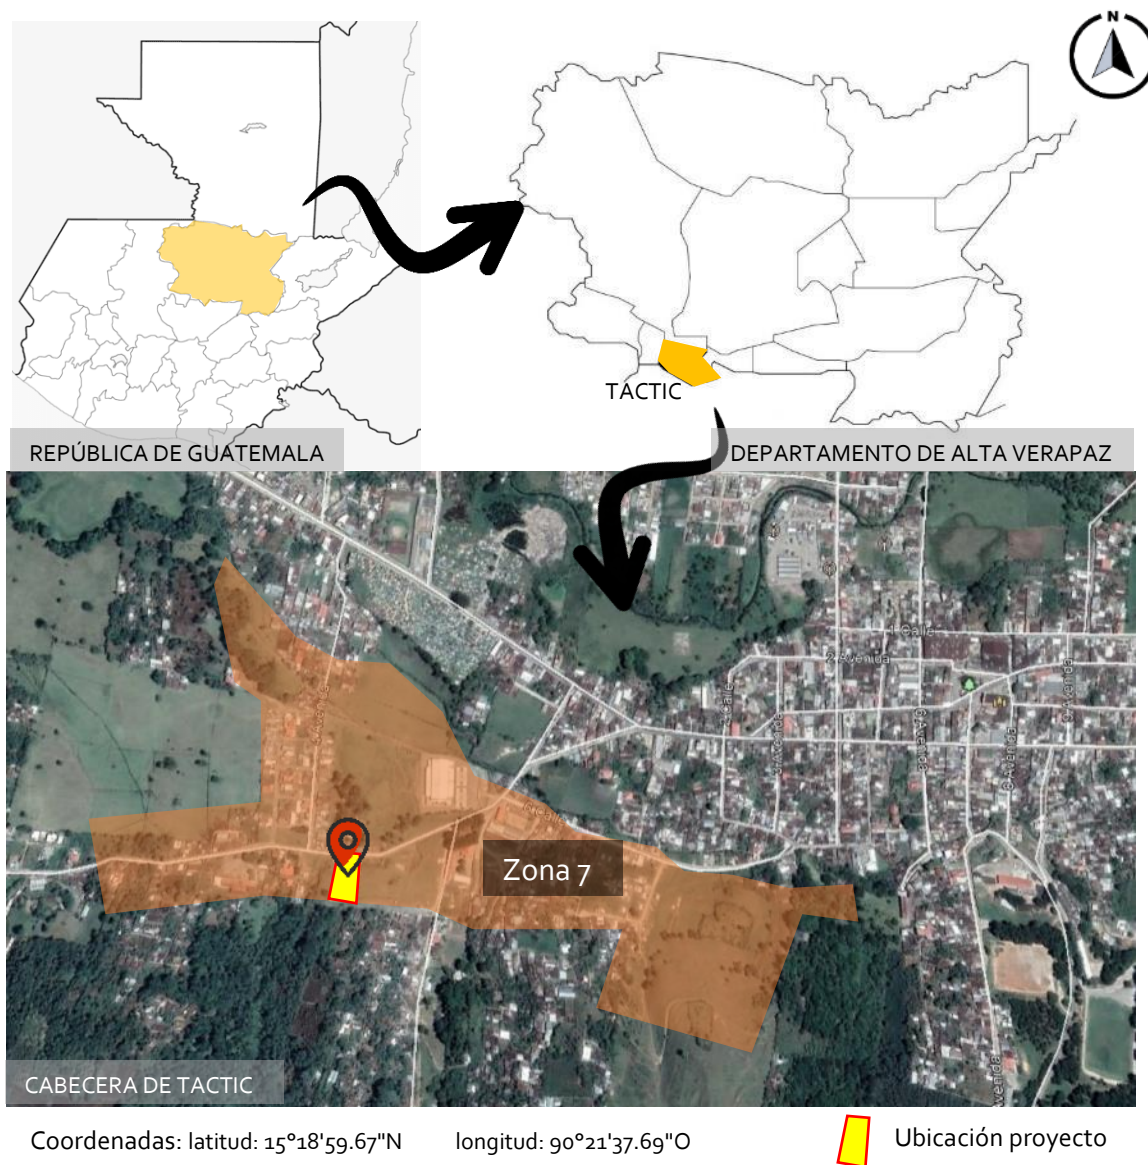 N
TACTIC
REPÚBLICA DE GUATEMALA
DEPARTAMENTO DE ALTA VERAPAZ
1 Calle
2 Avenida
Zona 7
CABECERA DE TACTIC
Coordenadas: latitud: 15°18'59.67"N longitud: 90°21'37.69"O
Ubicación proyecto